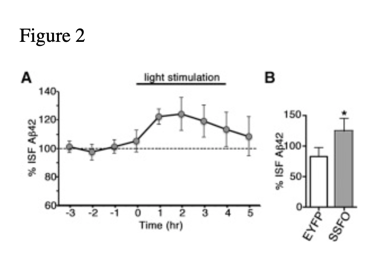 Figure 2
A
light stimulation
% ISF Aβ42
140
120
100
80
60
-3 -2 -1 0 1 2 3 4 5
Time (hr)
B
*
% ISF Aβ42
150
100
50
0
EYFP
SSFO